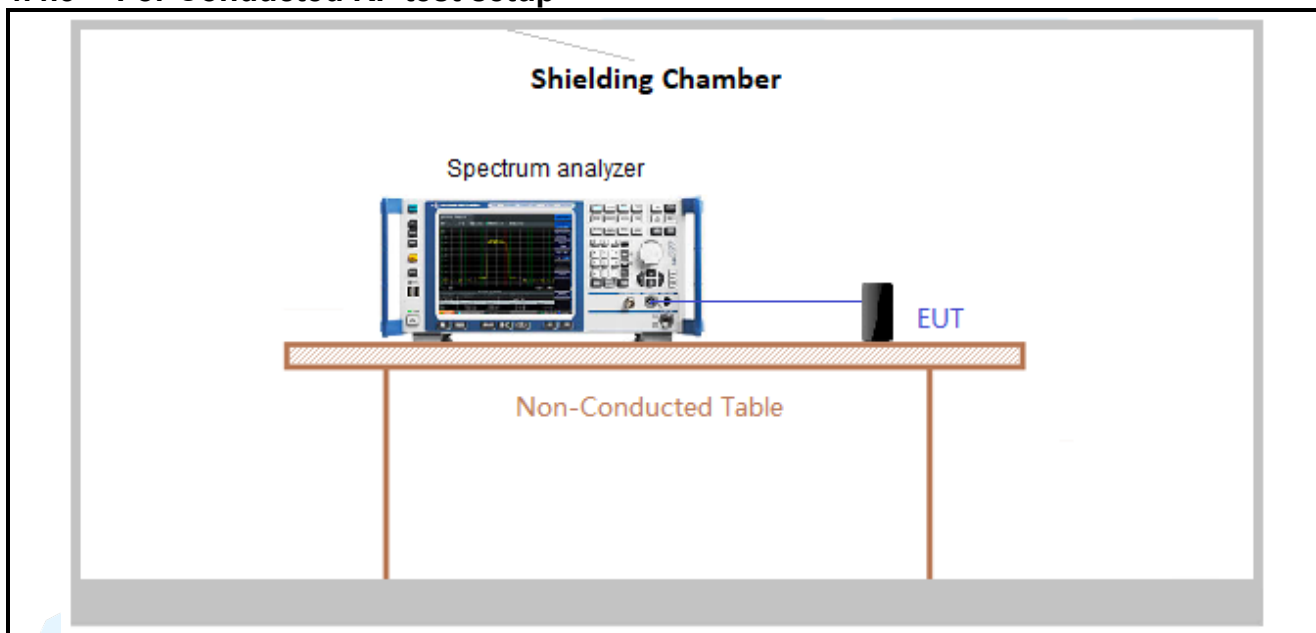 Shielding Chamber
Spectrum analyzer
EUT
Non-Conducted Table